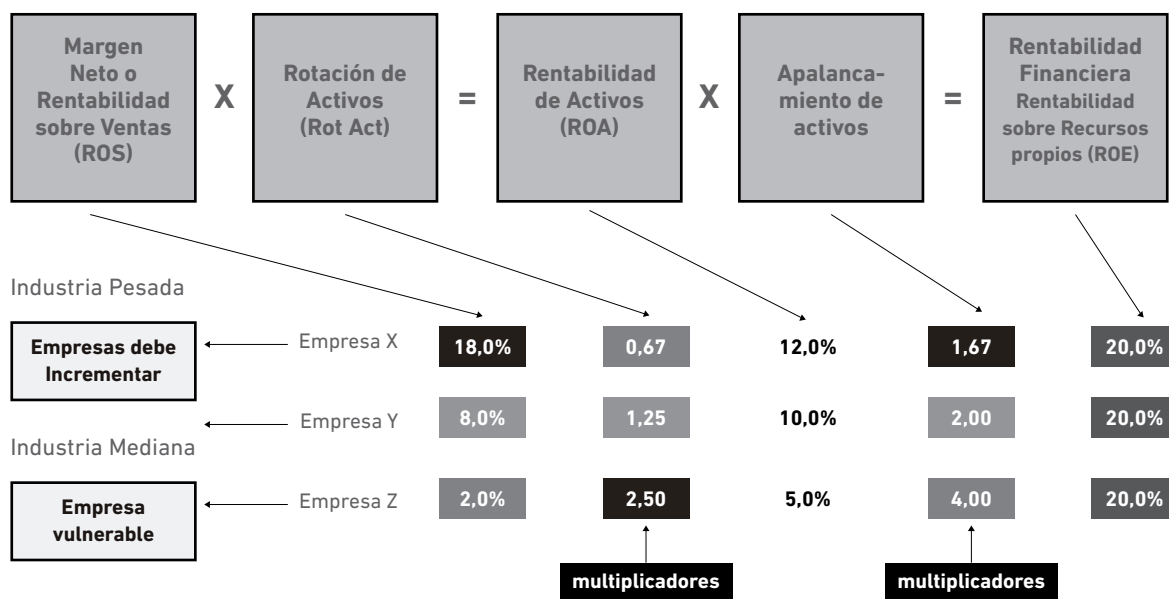 Margen
Neto o
Rentabilidad
sobre Ventas
(ROS)
X
Rotación de
Activos
(Rot Act)
=
Rentabilidad
de Activos
(ROA)
X
Apalanca-
miento de
activos
=
Rentabilidad
Financiera
Rentabilidad
sobre Recursos
propios (ROE)
Industria Pesada
Empresas debe
Incrementar
Empresa X
18,0%
0,67
12,0%
1,67
20,0%
Empresa Y
8,0%
1,25
10,0%
2,00
20,0%
Industria Mediana
Empresa
vulnerable
Empresa Z
2,0%
2,50
5,0%
4,00
20,0%
multiplicadores
multiplicadores